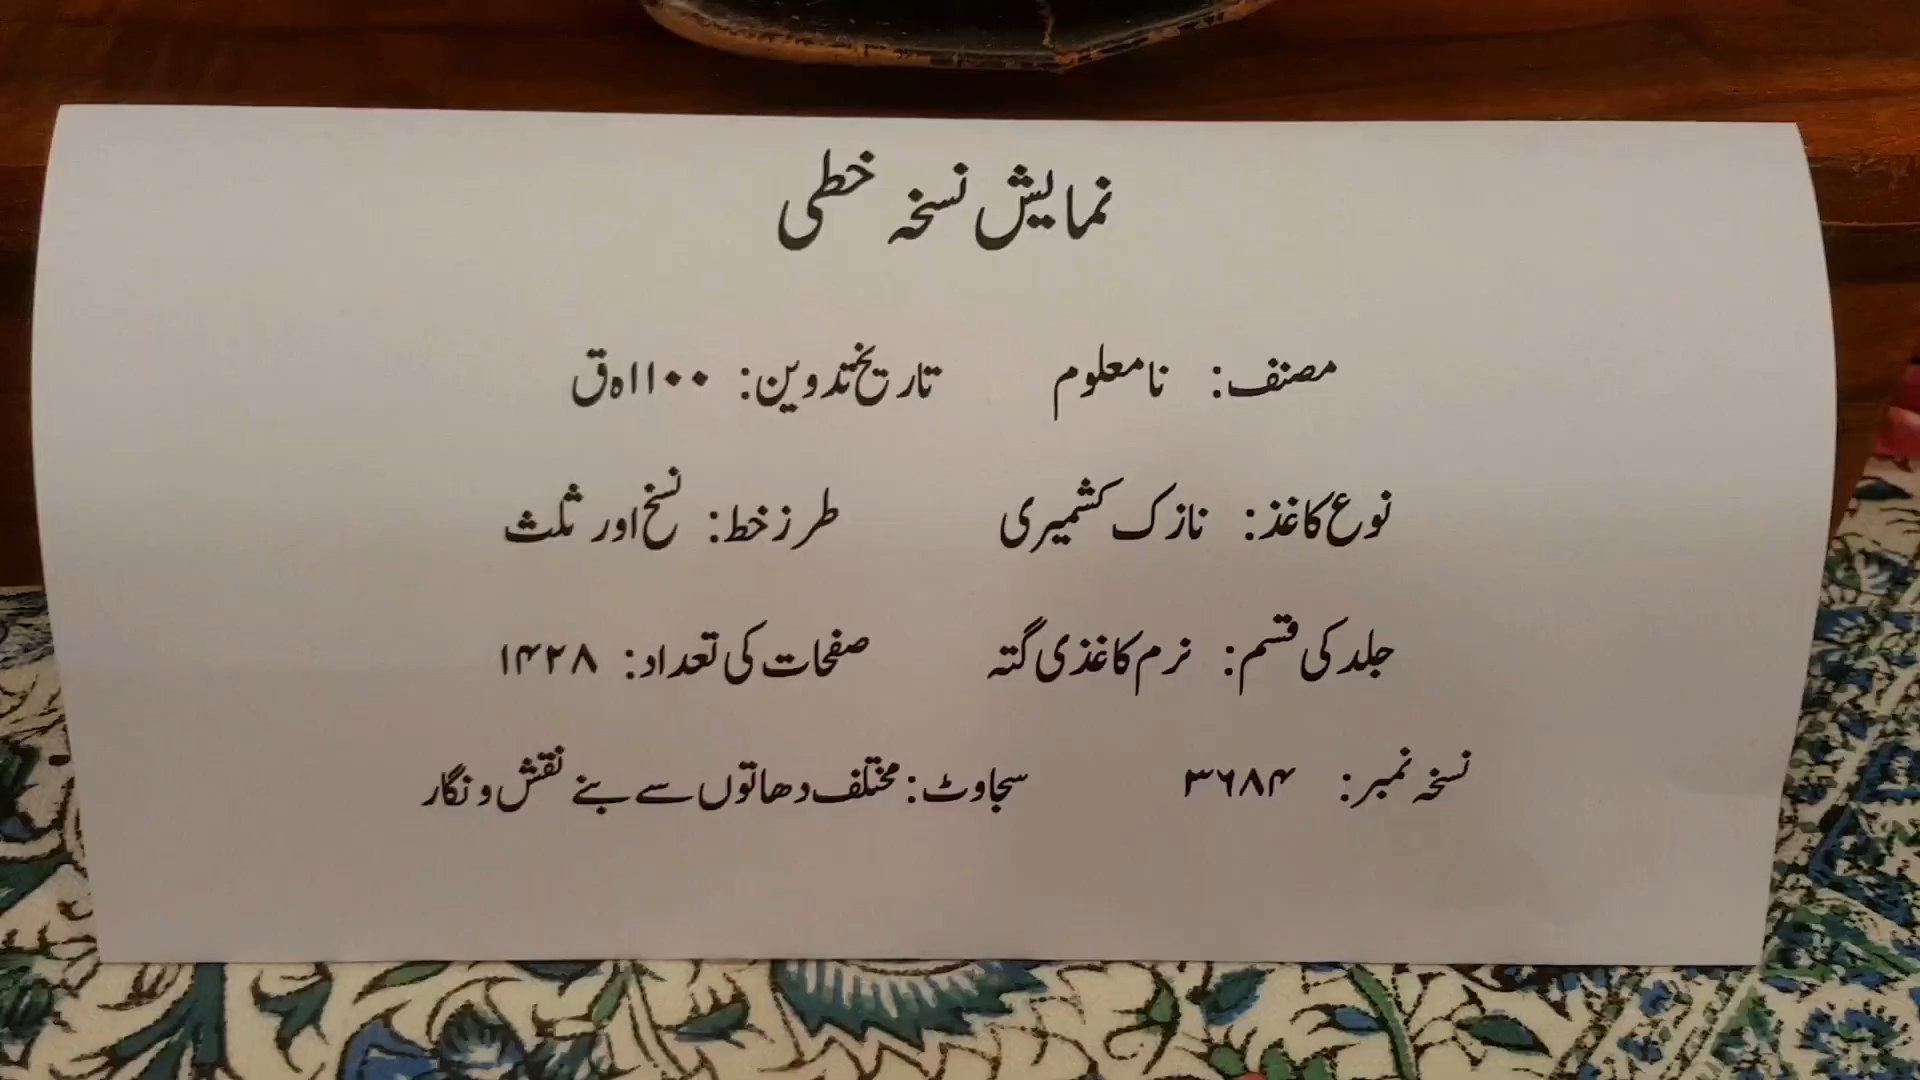 نمایش نسخہ خطی
مصنف: نامعلوم تاریخ تدوین: ۱۱۰۰ہ ق
نوع کاغذ: نازک کشمیری طرز خط: نسخ اور ثلث
جلد کی قسم: نرم کاغذی گتہ صفحات کی تعداد: ۱۴۲۸
نسخہ نمبر: ۳۶۸۴ سجاوٹ: مختلف دھاتوں سے بنے نقش و نگار